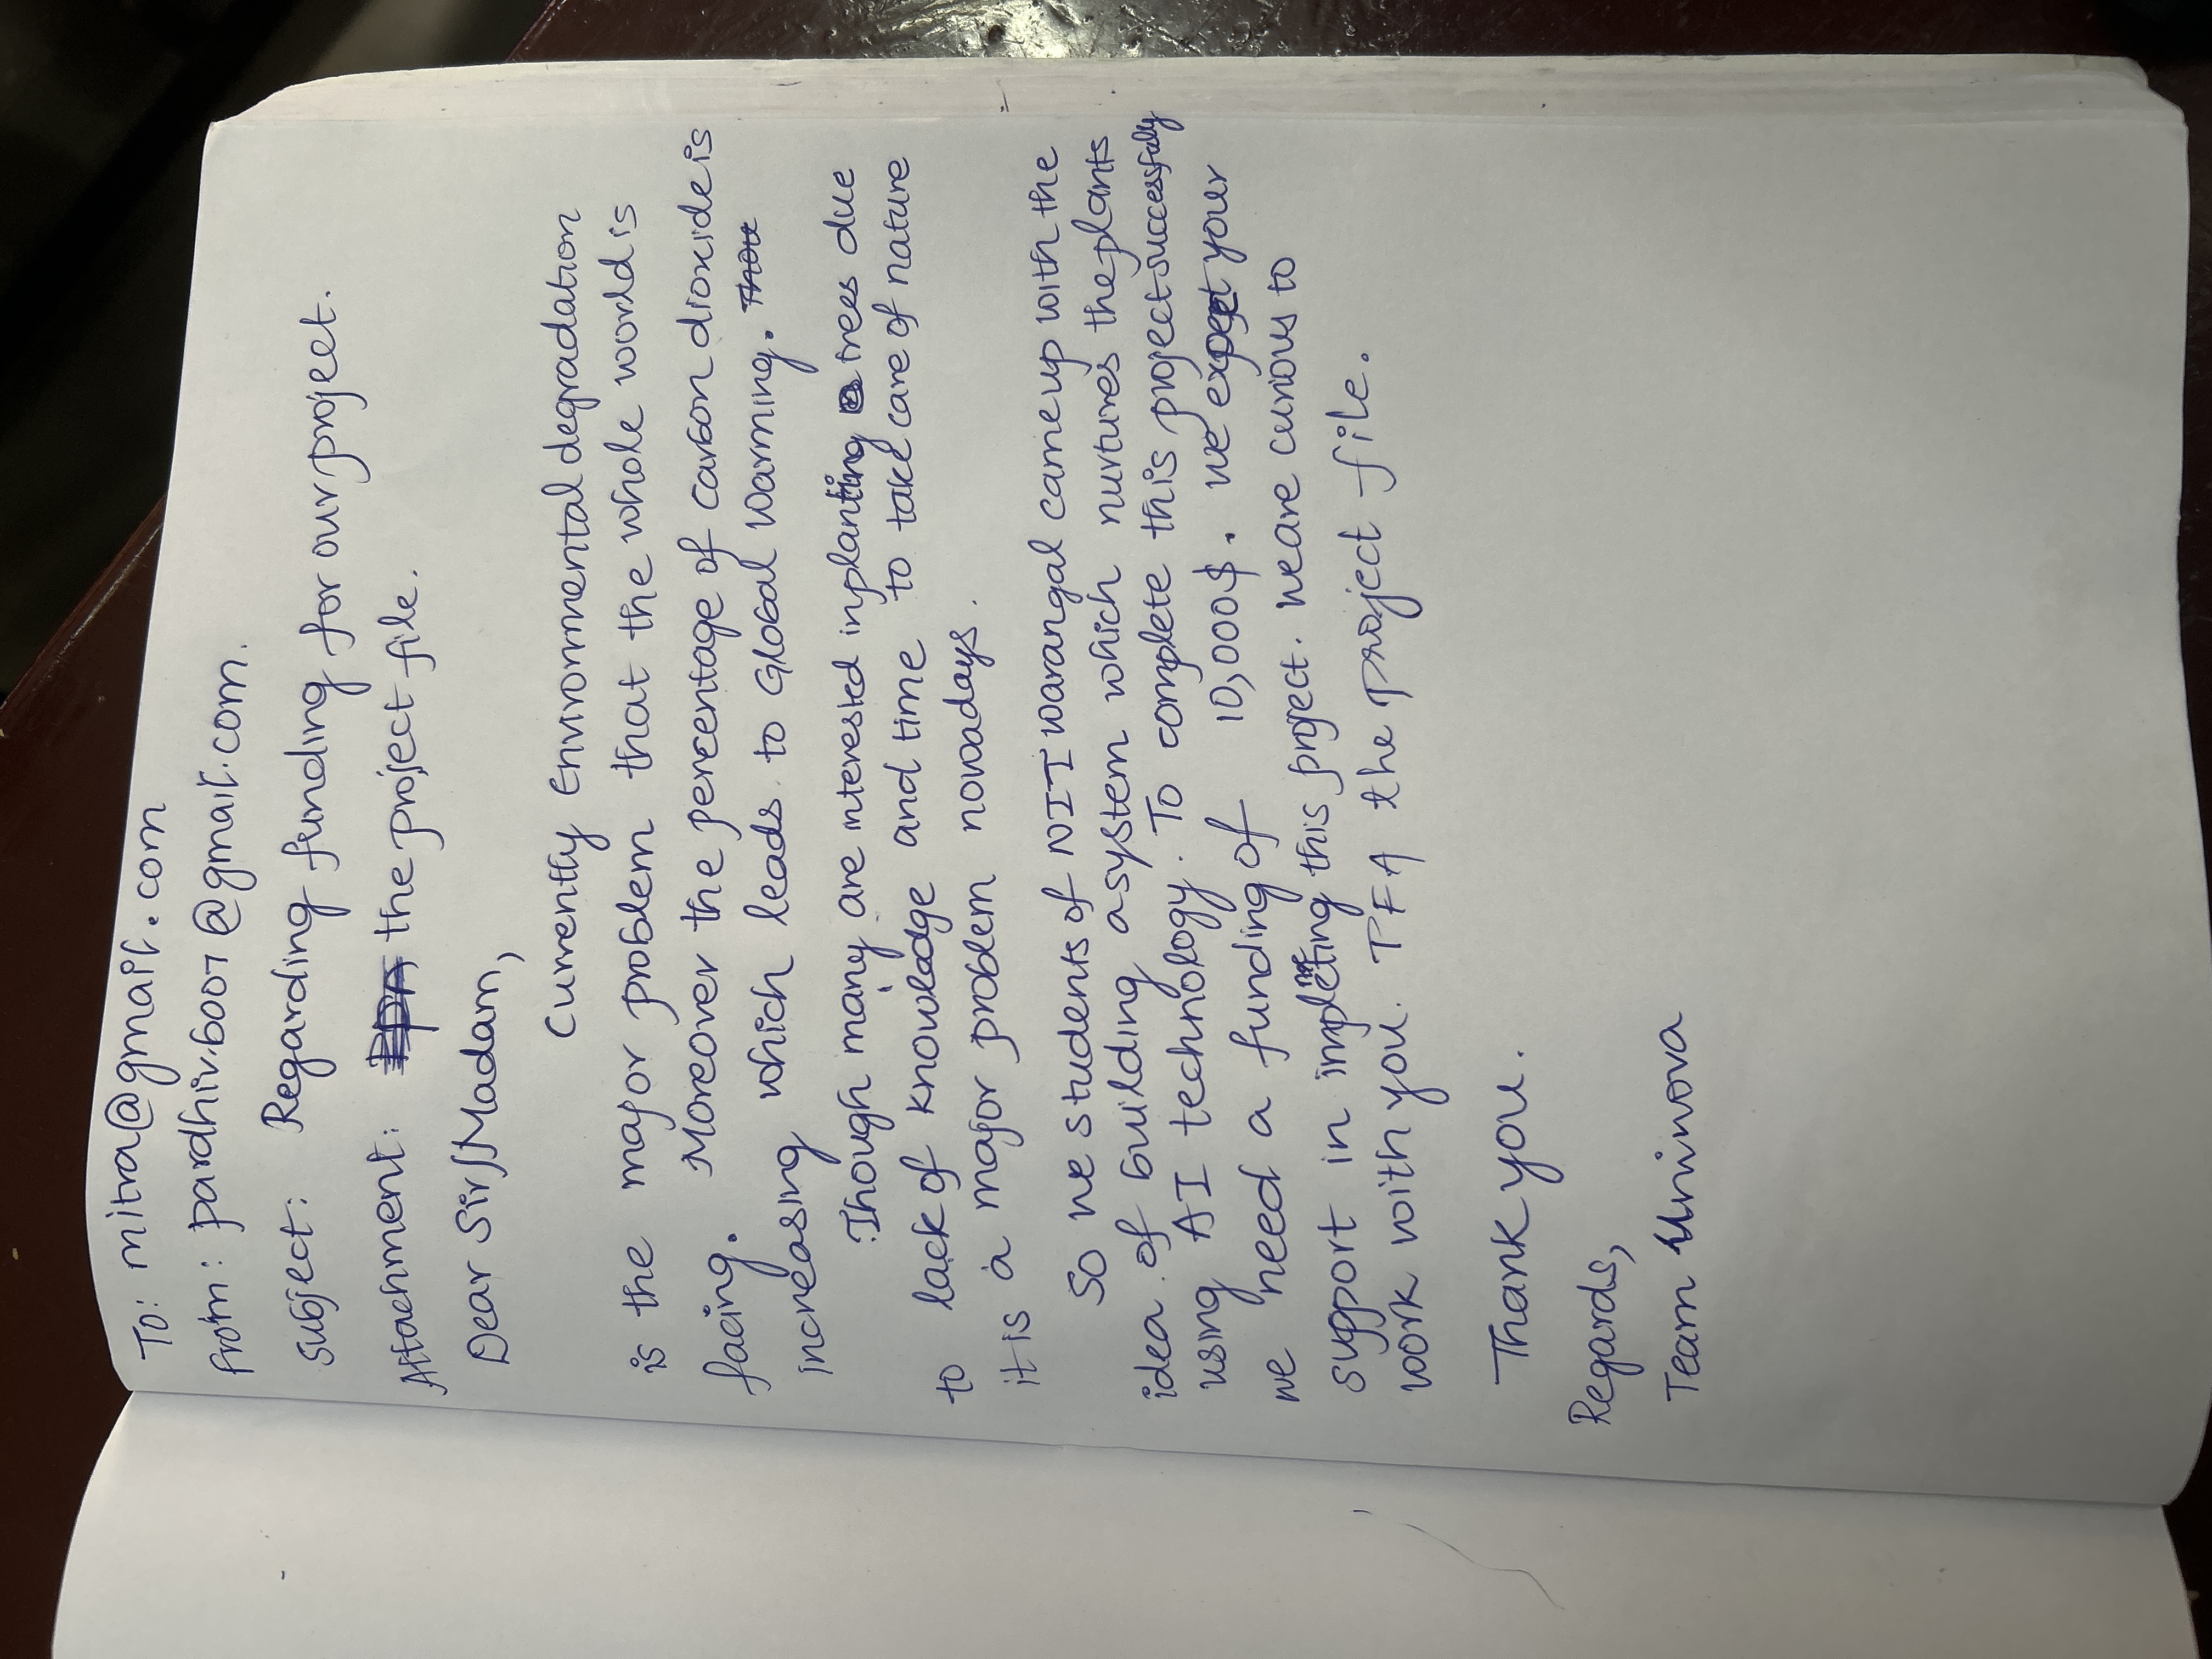 To: mitra@gmail.com
from: pardhiv.6007@gmail.com.
Subject: Regarding funding for our project.
Attachment: the project file.
Dear Sir/Madam,
Currently Environmental degradation
is the major problem that the whole world is
facing. Moreover the percentage of carbon dioxide is
increasing which leads to Global Warming.
Though many are interested in planting trees due
to lack of knowledge and time to take care of nature
it is a major problem nowadays.
So we students of NIT Warangal came up with the
idea of building a system which nurtures the plants
using AI technology. To complete this project successfully
we need a funding of 10,000$. we expect your
support in this project. we are curious to
work with you. PFA the project file.
Thank you.
Regards,
Team Uninova